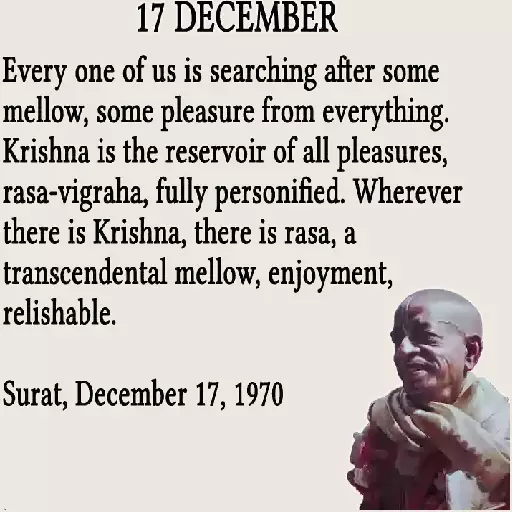 17 DECEMBER
Every one of us is searching after some
mellow, some pleasure from everything.
Krishna is the reservoir of all pleasures,
rasa-vigraha, fully personified. Wherever
there is Krishna, there is rasa, a
transcendental mellow, enjoyment,
relishable.
Surat, December 17, 1970